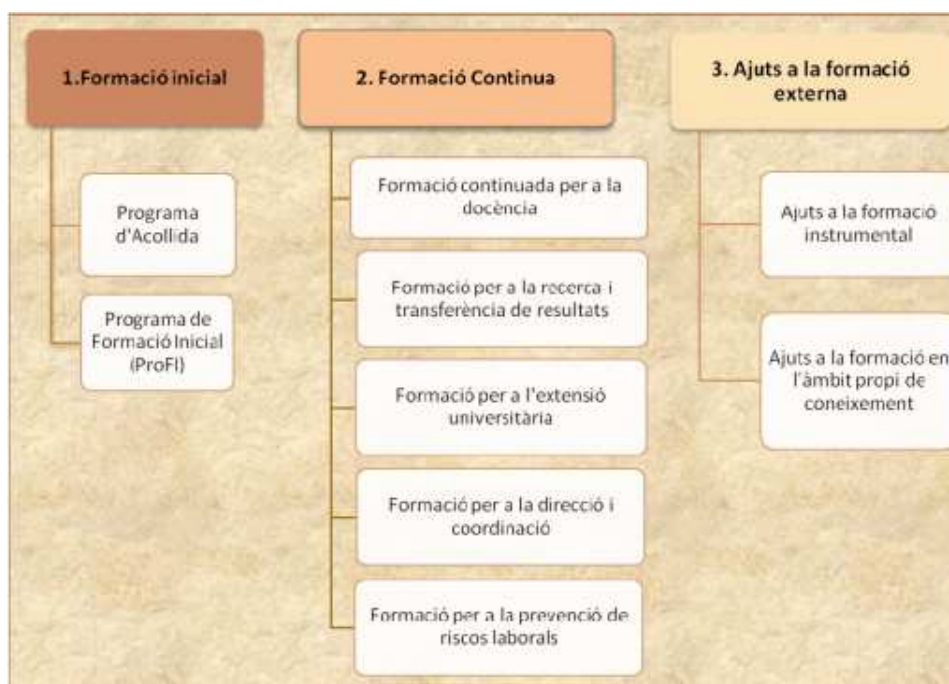 1.Formació inicial
Programa
d'Acollida
Programa de
Formació Inicial
(ProFI)
2. Formació Continua
Formació continuada per a la
docència
Formació per a la recerca i
transferència de resultats
Formació per a l'extensió
universitària
Formació per a la direcció i
coordinació
Formació per a la prevenció de
riscos laborals
3. Ajuts a la formació
externa
Ajuts a la formació
instrumental
Ajuts a la formació en
l'àmbit propi de
coneixement